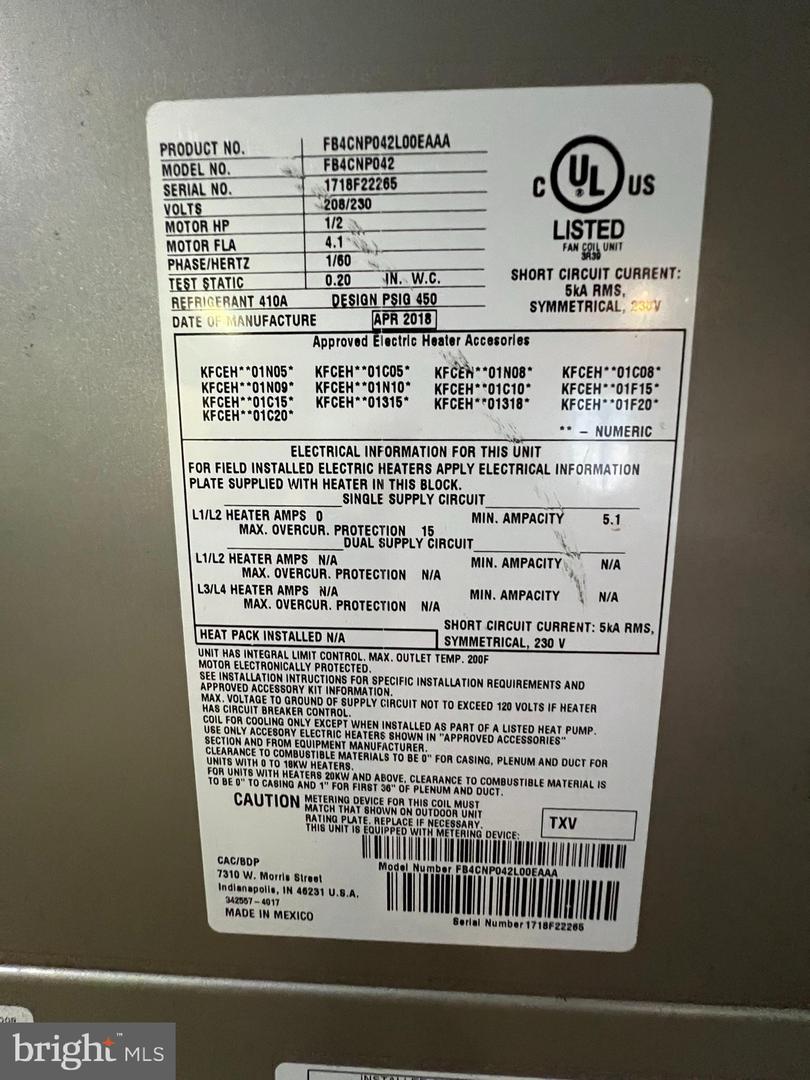 PRODUCT NO. FB4CNP042L00EAAA
MODEL NO. FB4CNP042
SERIAL NO. 1718F22265
VOLTS 208/230
MOTOR HP 1/2
MOTOR FLA 4.1
PHASE/HERTZ 1/60
TEST STATIC 0.20 IN. W.C.
REFRIGERANT 410A DESIGN PSIG 450
DATE OF MANUFACTURE APR 2018
C UL US
®
LISTED
FAN COIL UNIT
3R39
SHORT CIRCUIT CURRENT:
5kA RMS,
SYMMETRICAL, 230V
Approved Electric Heater Accesories
KFCEH**01N05* KFCEH**01C05* KFCEH**01N08* KFCEH**01C08*
KFCEH**01N09* KFCEH**01N10* KFCEH**01C10* KFCEH**01F15*
KFCEH**01C15* KFCEH**01315* KFCEH**01318* KFCEH**01F20*
KFCEH**01C20*
** - NUMERIC
ELECTRICAL INFORMATION FOR THIS UNIT
FOR FIELD INSTALLED ELECTRIC HEATERS APPLY ELECTRICAL INFORMATION
PLATE SUPPLIED WITH HEATER IN THIS BLOCK.
SINGLE SUPPLY CIRCUIT
L1/L2 HEATER AMPS 0 MIN. AMPACITY 5.1
MAX. OVERCUR. PROTECTION 15
DUAL SUPPLY CIRCUIT
L1/L2 HEATER AMPS N/A MIN. AMPACITY N/A
MAX. OVERCUR. PROTECTION N/A
L3/L4 HEATER AMPS N/A MIN. AMPACITY N/A
MAX. OVERCUR. PROTECTION N/A
HEAT PACK INSTALLED N/A
SHORT CIRCUIT CURRENT: 5kA RMS,
SYMMETRICAL, 230 V
UNIT HAS INTEGRAL LIMIT CONTROL. MAX. OUTLET TEMP. 200F
MOTOR ELECTRONICALLY PROTECTED.
SEE INSTALLATION INTRUCTIONS FOR SPECIFIC INSTALLATION REQUIREMENTS AND
APPROVED ACCESSORY KIT INFORMATION.
MAX. VOLTAGE TO GROUND OF SUPPLY CIRCUIT NOT TO EXCEED 120 VOLTS IF HEATER
HAS CIRCUIT BREAKER CONTROL.
COIL FOR COOLING ONLY EXCEPT WHEN INSTALLED AS PART OF A LISTED HEAT PUMP.
USE ONLY ACCESORY ELECTRIC HEATERS SHOWN IN "APPROVED ACCESSORIES"
SECTION AND FROM EQUIPMENT MANUFACTURER.
CLEARANCE TO COMBUSTIBLE MATERIALS TO BE 0" FOR CASING, PLENUM AND DUCT FOR
UNITS WITH 0 TO 18KW HEATERS.
FOR UNITS WITH HEATERS 20KW AND ABOVE, CLEARANCE TO COMBUSTIBLE MATERIAL IS
TO BE 0" TO CASING AND 1" FOR FIRST 36" OF PLENUM AND DUCT.
CAUTION METERING DEVICE FOR THIS COIL MUST
MATCH THAT SHOWN ON OUTDOOR UNIT
RATING PLATE. REPLACE IF NECESSARY.
THIS UNIT IS EQUIPPED WITH METERING DEVICE:
TXV
Model Number FB4CNP042L00EAAA
Serial Number 1718F22265
CAC/BDP
7310 W. Morris Street
Indianapolis, IN 46231 U.S.A.
342557-4017
MADE IN MEXICO
bright™ MLS